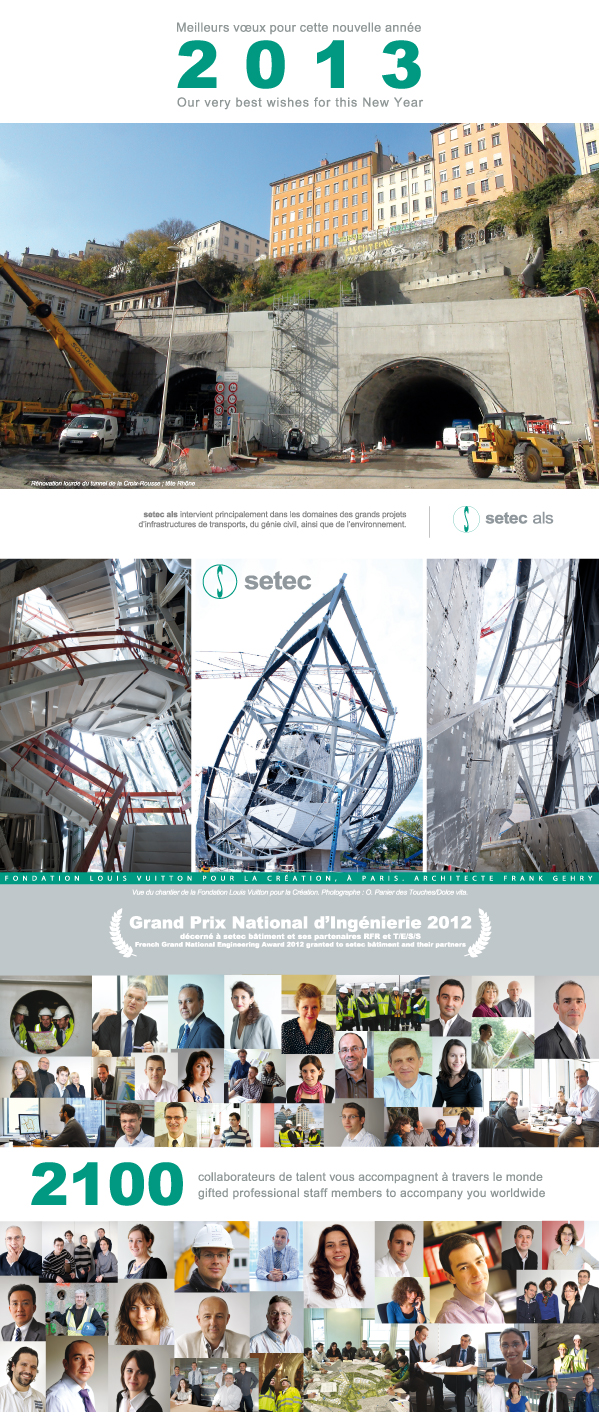 Meilleurs vœux pour cette nouvelle année
2013
Our very best wishes for this New Year
Rénovation lourde du tunnel de la Croix-Rousse ; tête Rhône
setec als intervient principalement dans les domaines des grands projets
d'infrastructures de transports, du génie civil, ainsi que de l'environnement.
setec als
setec
FONDATION LOUIS VUITTON POUR LA CRÉATION, À PARIS. ARCHITECTE FRANK GEHRY
Vue du chantier de la Fondation Louis Vuitton pour la Création. Photographe : O. Panier des Touches/Dolce vita.
Grand Prix National d'Ingénierie 2012
décerné à setec bâtiment et ses partenaires RFR et T/E/S/S
French Grand National Engineering Award 2012 granted to setec bâtiment and their partners
2100
collaborateurs de talent vous accompagnent à travers le monde
gifted professional staff members to accompany you worldwide